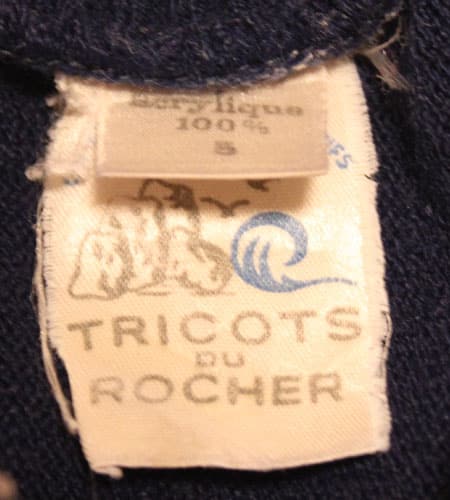 Acrylique
100%
S
TRICOTS
DU
ROCHER